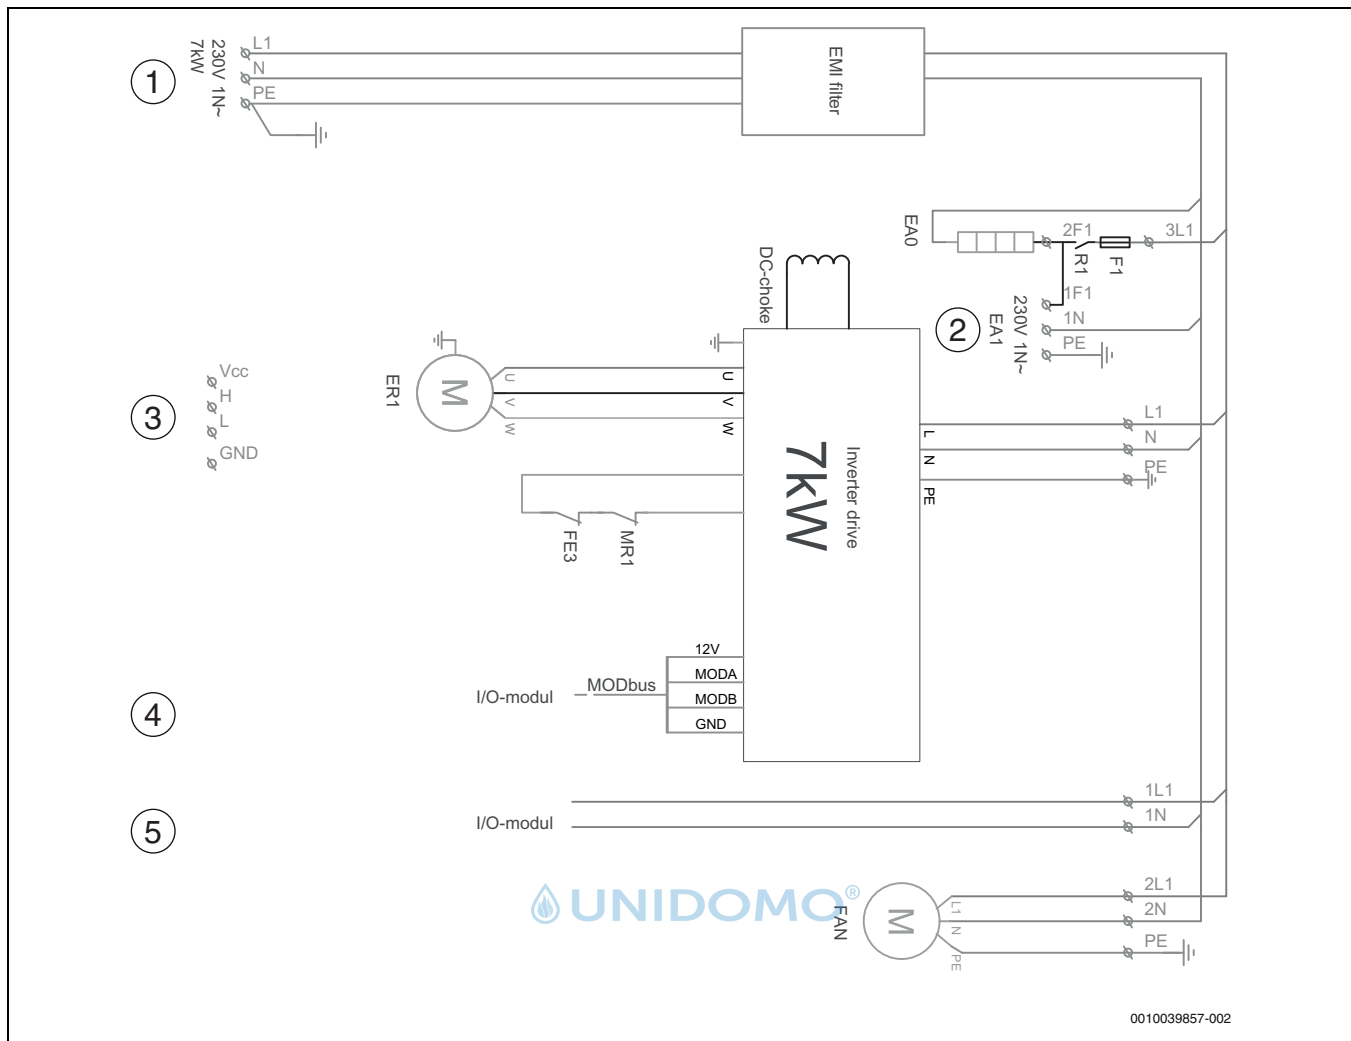 1
230V 1N~
7kW
L1
N
PE
EMI filter
EA0
2F1
R1
F1
3L1
1F1
1N
PE
2
230V 1N~
EA1
DC-choke
3
Vcc
H
L
GND
ER1
M
U
V
W
U
V
W
Inverter drive
7kW
L
N
PE
L1
N
PE
FE3
MR1
4
I/O-modul
MODbus
12V
MODA
MODB
GND
5
I/O-modul
1L1
1N
UNIDOMO®
FAN
M
L1
N
PE
2L1
2N
PE
0010039857-002